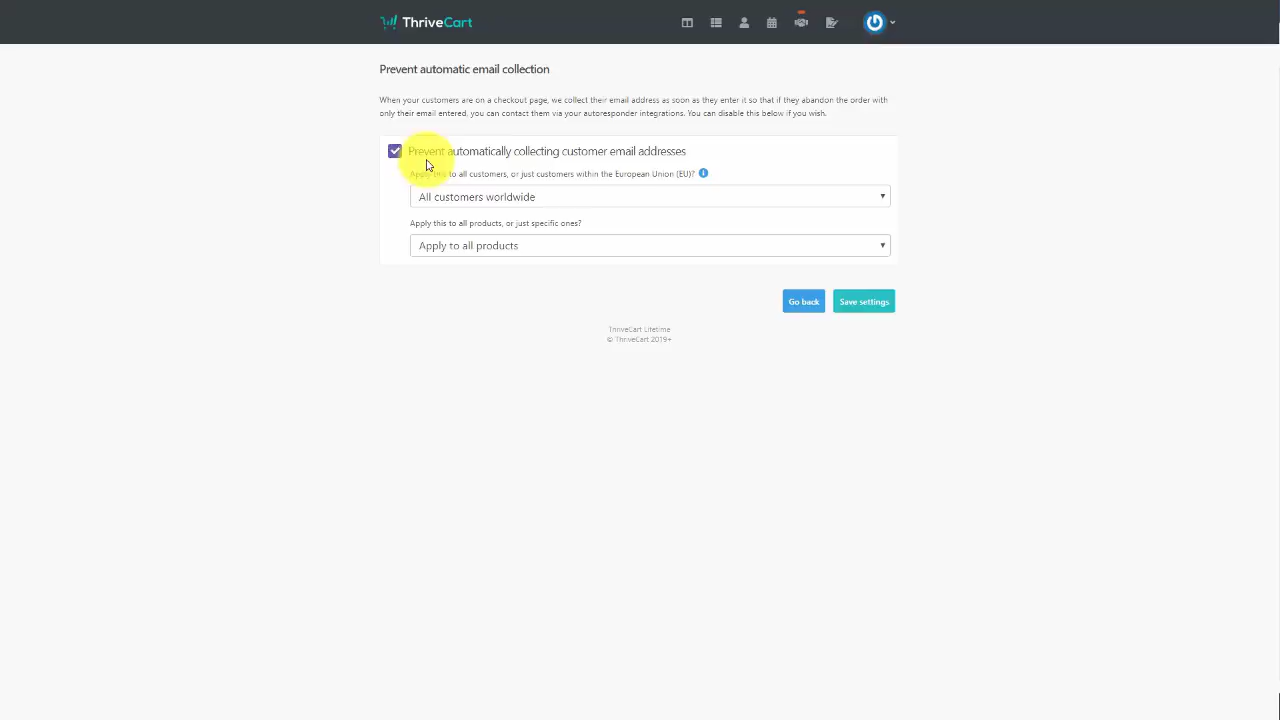 ThriveCart
Prevent automatic email collection
When your customers are on a checkout page, we collect their email address as soon as they enter it so that if they abandon the order with
only their email entered, you can contact them via your autoresponder integrations. You can disable this below if you wish.
Prevent automatically collecting customer email addresses
Apply this to all customers, or just customers within the European Union (EU)?
All customers worldwide
Apply this to all products, or just specific ones?
Apply to all products
Go back
Save settings
ThriveCart Lifetime
© ThriveCart 2019+